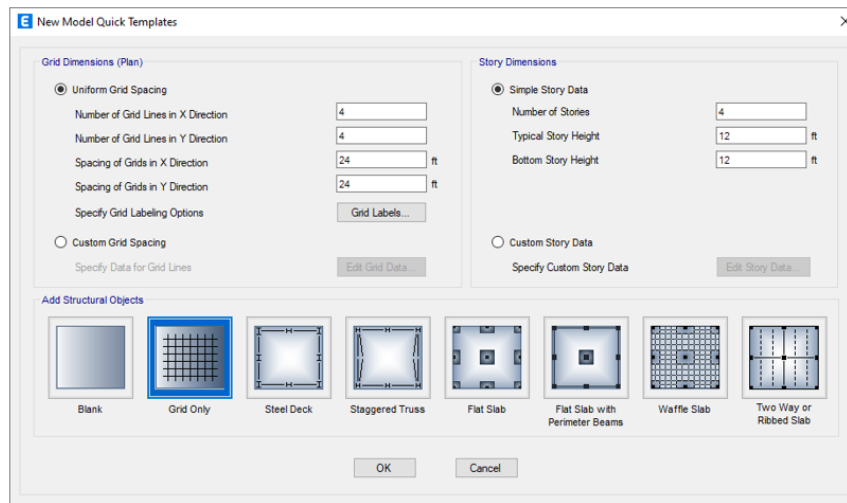 E New Model Quick Templates
Grid Dimensions (Plan)
Uniform Grid Spacing
Number of Grid Lines in X Direction 4
Number of Grid Lines in Y Direction 4
Spacing of Grids in X Direction 24 ft
Spacing of Grids in Y Direction 24 ft
Specify Grid Labeling Options Grid Labels...
Custom Grid Spacing
Specify Data for Grid Lines Edit Grid Data...
Story Dimensions
Simple Story Data
Number of Stories 4
Typical Story Height 12 ft
Bottom Story Height 12 ft
Custom Story Data
Specify Custom Story Data Edit Story Data...
Add Structural Objects
Blank
Grid Only
Steel Deck
Staggered Truss
Flat Slab
Flat Slab with
Perimeter Beams
Waffle Slab
Two Way or
Ribbed Slab
OK Cancel